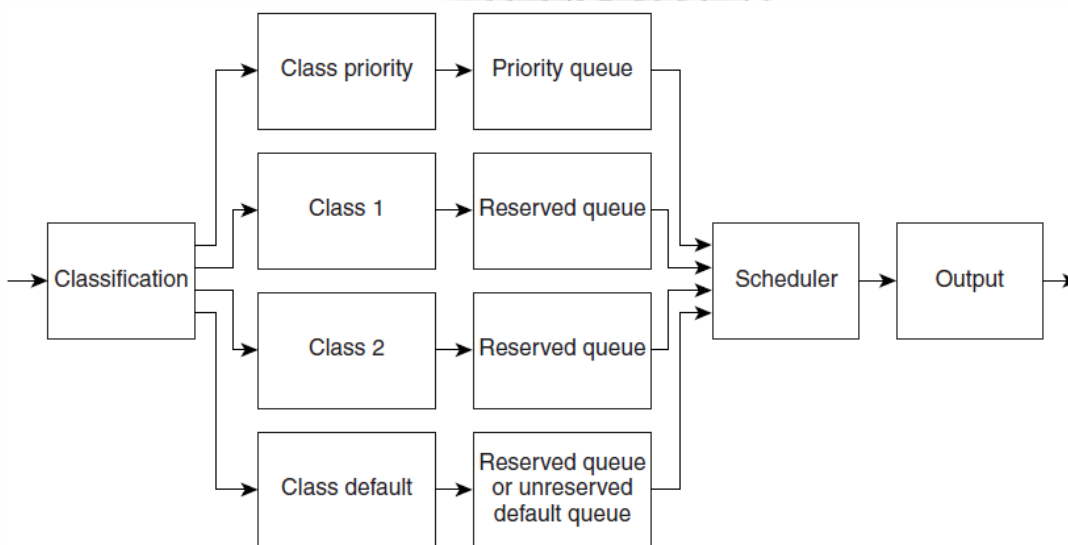 Class priority
Priority queue
Class 1
Reserved queue
Classification
Scheduler
Output
Class 2
Reserved queue
Class default
Reserved queue
or unreserved
default queue